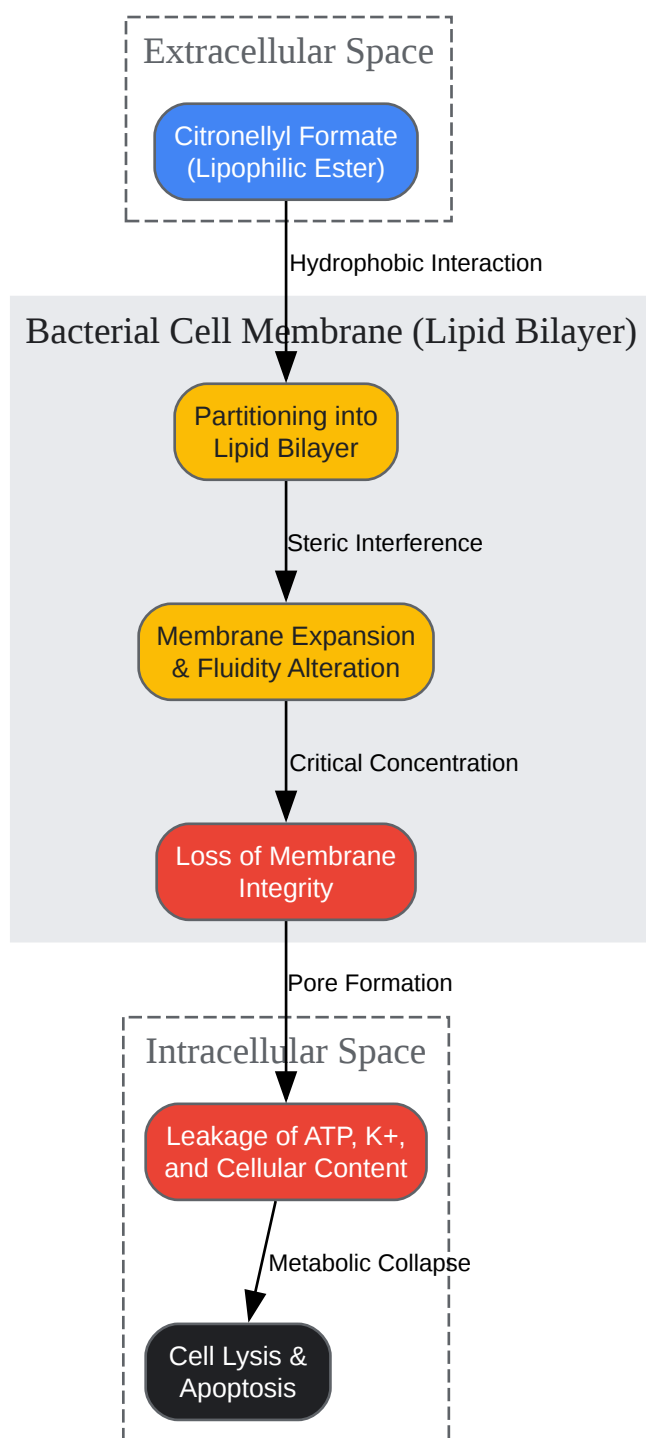 Extracellular Space
Citronellyl Formate
(Lipophilic Ester)
Hydrophobic Interaction
Bacterial Cell Membrane (Lipid Bilayer)
Partitioning into
Lipid Bilayer
Steric Interference
Membrane Expansion
& Fluidity Alteration
Critical Concentration
Loss of Membrane
Integrity
Pore Formation
Intracellular Space
Leakage of ATP, K+,
and Cellular Content
Metabolic Collapse
Cell Lysis &
Apoptosis